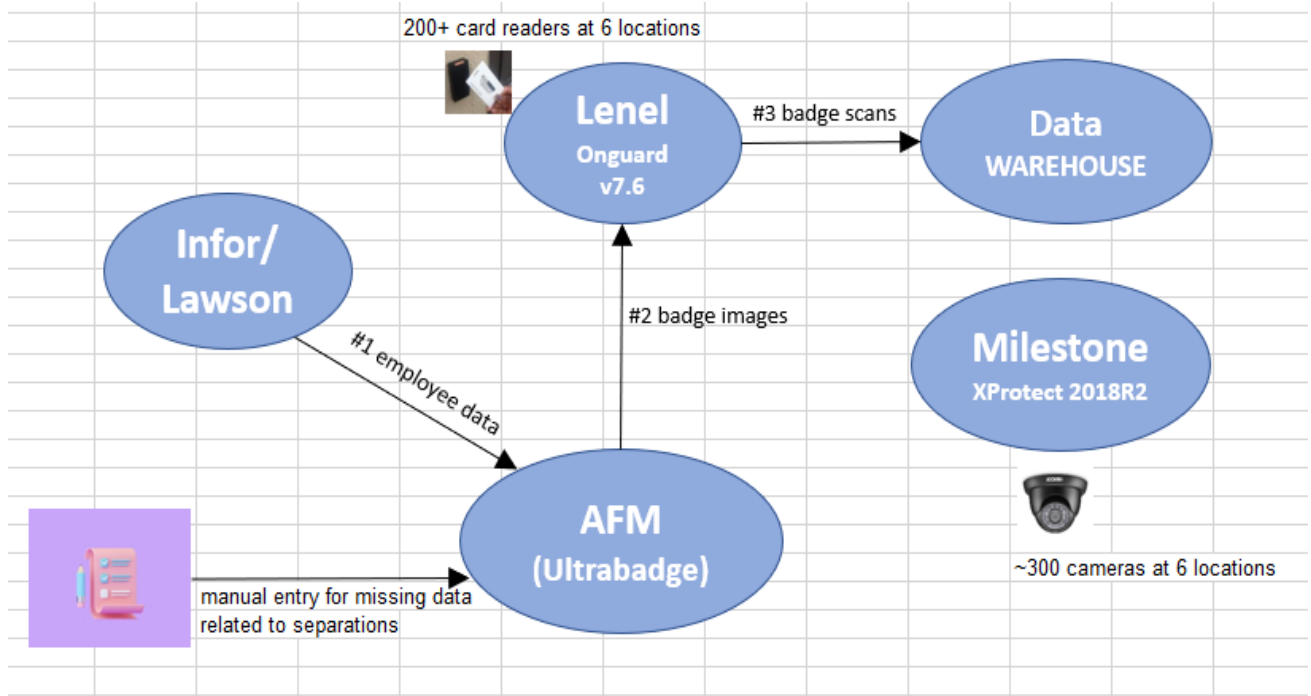 200+ card readers at 6 locations
Lenel
Onguard
v7.6
#3 badge scans
Data
WAREHOUSE
Infor/
Lawson
#2 badge images
#1 employee data
Milestone
XProtect 2018R2
AFM
(Ultrabadge)
~300 cameras at 6 locations
manual entry for missing data
related to separations